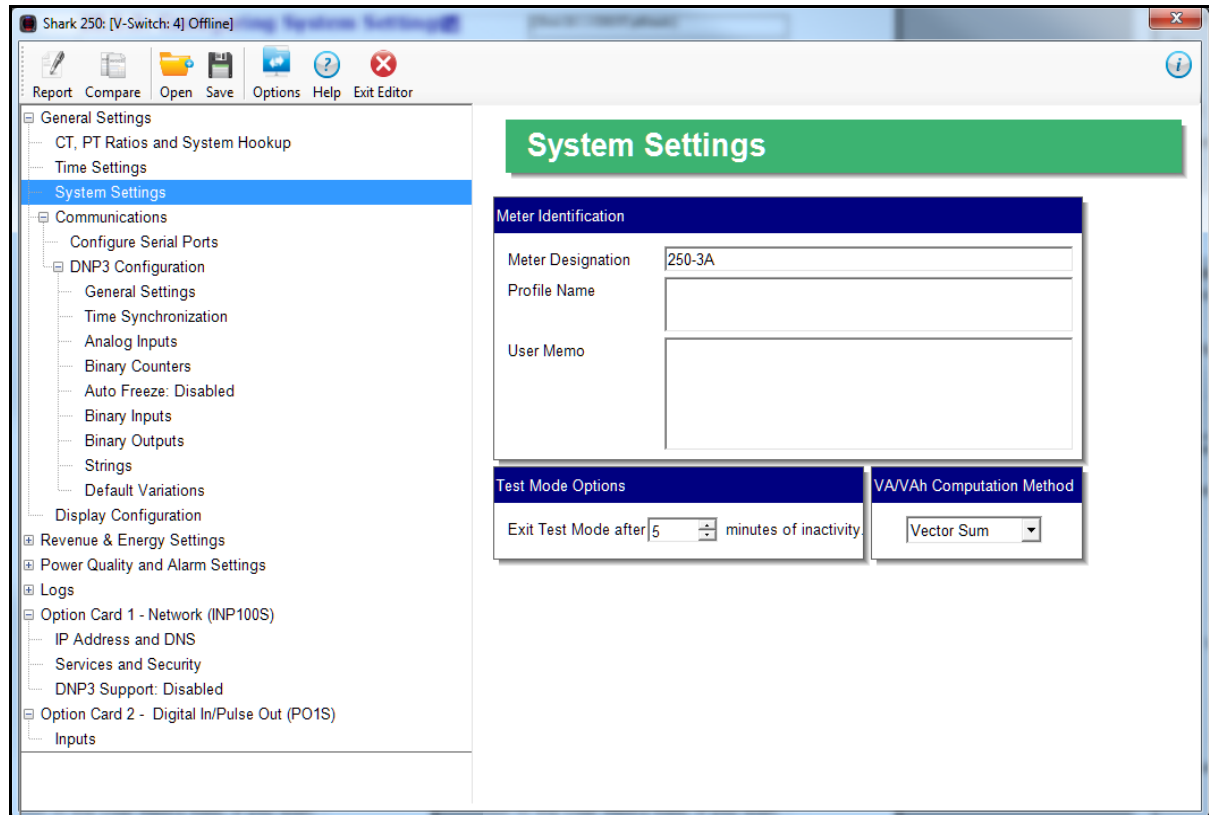 Shark 250: [V-Switch: 4] Offline]
Report Compare Open Save Options Help Exit Editor
General Settings
CT, PT Ratios and System Hookup
Time Settings
System Settings
Communications
Configure Serial Ports
DNP3 Configuration
General Settings
Time Synchronization
Analog Inputs
Binary Counters
Auto Freeze: Disabled
Binary Inputs
Binary Outputs
Strings
Default Variations
Display Configuration
Revenue & Energy Settings
Power Quality and Alarm Settings
Logs
Option Card 1 - Network (INP100S)
IP Address and DNS
Services and Security
DNP3 Support: Disabled
Option Card 2 - Digital In/Pulse Out (PO1S)
Inputs
System Settings
Meter Identification
Meter Designation 250-3A
Profile Name
User Memo
Test Mode Options
Exit Test Mode after 5 minutes of inactivity.
VA/VAh Computation Method
Vector Sum